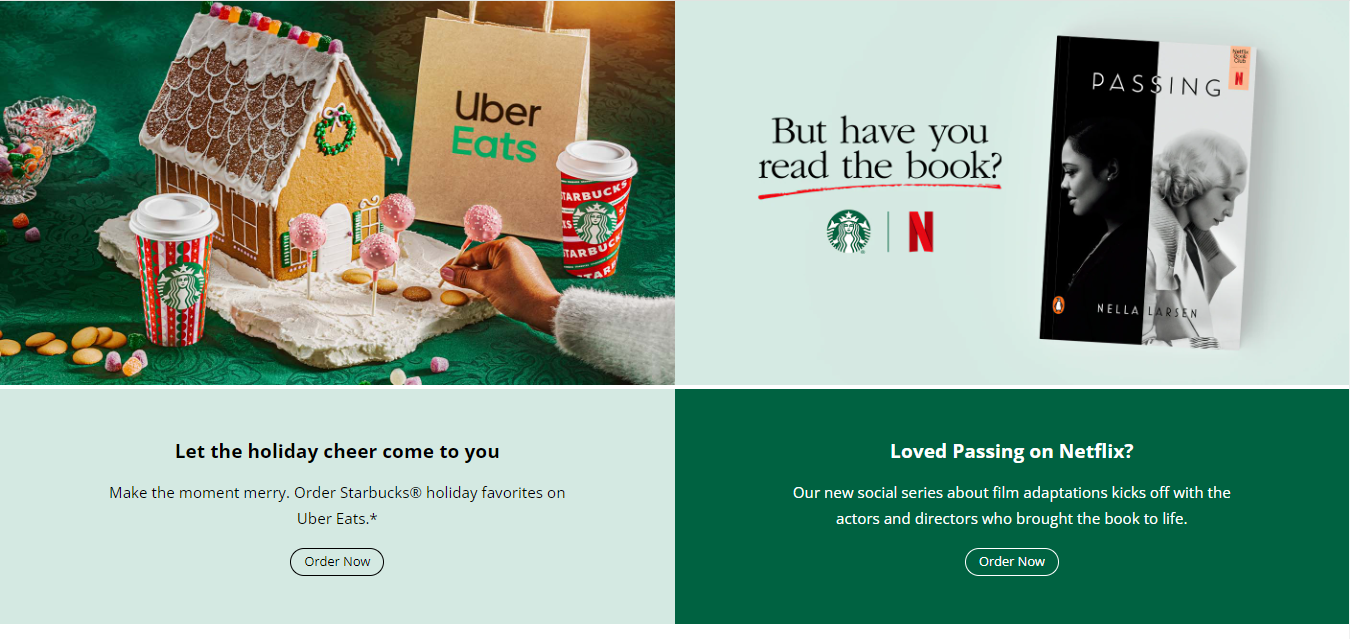 Uber
Eats
STARBUCKS
STARBUCKS
STARBUCKS
But have you
read the book?
PASSING
Netflix
Book
Club
N
NELLA LARSEN
Let the holiday cheer come to you
Make the moment merry. Order Starbucks® holiday favorites on
Uber Eats.*
Order Now
Loved Passing on Netflix?
Our new social series about film adaptations kicks off with the
actors and directors who brought the book to life.
Order Now